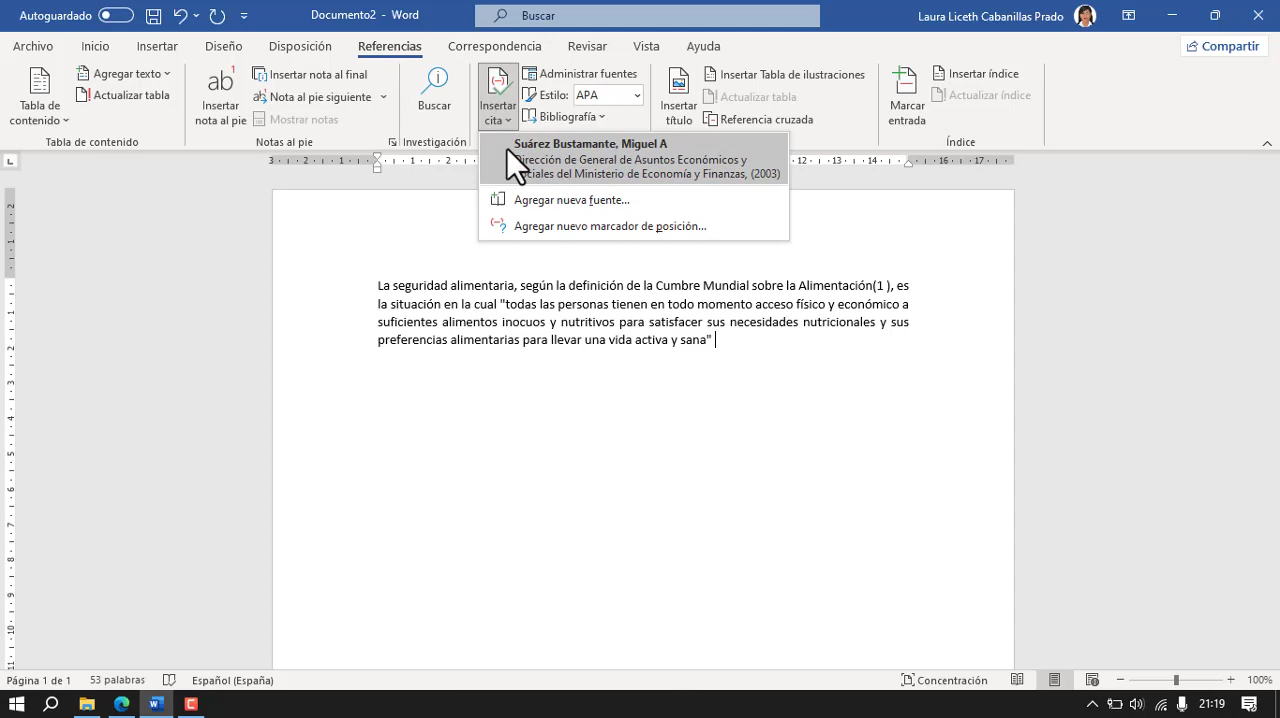 Autoguardado
Documento2 - Word
Buscar
Laura Liceth Cabanillas Prado
Archivo Inicio Insertar Diseño Disposición Referencias Correspondencia Revisar Vista Ayuda
Compartir
Tabla de contenido
Agregar texto
Actualizar tabla
Tabla de contenido
ab1
Insertar nota al pie
Insertar nota al final
Nota al pie siguiente
Mostrar notas
Notas al pie
Buscar
Investigación
Insertar cita
Administrar fuentes
Estilo: APA
Bibliografía
Insertar título
Insertar Tabla de ilustraciones
Actualizar tabla
Referencia cruzada
Marcar entrada
Insertar índice
Actualizar índice
Índice
Suárez Bustamante, Miguel A
Dirección de General de Asuntos Económicos y
ciales del Ministerio de Economía y Finanzas, (2003)
Agregar nueva fuente...
Agregar nuevo marcador de posición...
La seguridad alimentaria, según la definición de la Cumbre Mundial sobre la Alimentación(1 ), es
la situación en la cual "todas las personas tienen en todo momento acceso físico y económico a
suficientes alimentos inocuos y nutritivos para satisfacer sus necesidades nutricionales y sus
preferencias alimentarias para llevar una vida activa y sana"
Página 1 de 1 53 palabras Español (España)
Concentración
100%
21:19